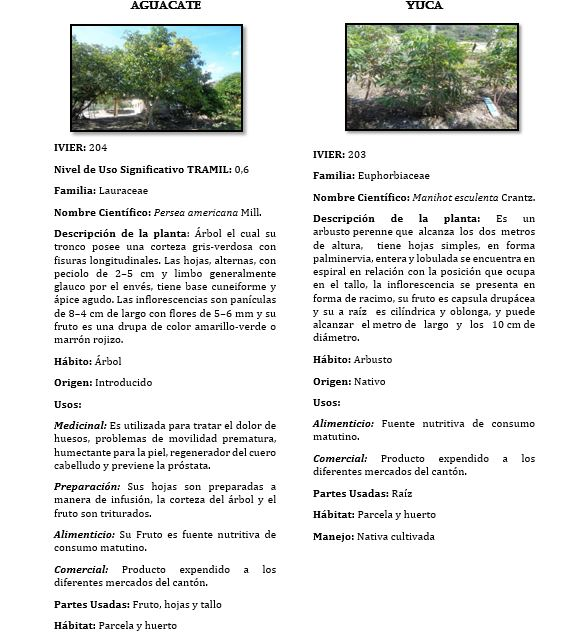 AGUACATE
IVIER: 204
Nivel de Uso Significativo TRAMIL: 0,6
Familia: Lauraceae
Nombre Científico: Persea americana Mill.
Descripción de la planta: Árbol el cual su
tronco posee una corteza gris-verdosa con
fisuras longitudinales. Las hojas, alternas, con
peciolo de 2–5 cm y limbo generalmente
glauco por el envés, tiene base cuneiforme y
ápice agudo. Las inflorescencias son panículas
de 8–4 cm de largo con flores de 5–6 mm y su
fruto es una drupa de color amarillo-verde o
marrón rojizo.
Hábito: Árbol
Origen: Introducido
Usos:
Medicinal: Es utilizada para tratar el dolor de
huesos, problemas de movilidad prematura,
humectante para la piel, regenerador del cuero
cabelludo y previene la próstata.
Preparación: Sus hojas son preparadas a
manera de infusión, la corteza del árbol y el
fruto son triturados.
Alimenticio: Su Fruto es fuente nutritiva de
consumo matutino.
Comercial: Producto expendido a los
diferentes mercados del cantón.
Partes Usadas: Fruto, hojas y tallo
Hábitat: Parcela y huerto
YUCA
IVIER: 203
Familia: Euphorbiaceae
Nombre Científico: Manihot esculenta Crantz.
Descripción de la planta: Es un
arbusto perenne que alcanza los dos metros
de altura, tiene hojas simples, en forma
palminervia, entera y lobulada se encuentra en
espiral en relación con la posición que ocupa
en el tallo, la inflorescencia se presenta en
forma de racimo, su fruto es capsula drupácea
y su a raíz es cilíndrica y oblonga, y puede
alcanzar el metro de largo y los 10 cm de
diámetro.
Hábito: Arbusto
Origen: Nativo
Usos:
Alimenticio: Fuente nutritiva de consumo
matutino.
Comercial: Producto expendido a los
diferentes mercados del cantón.
Partes Usadas: Raíz
Hábitat: Parcela y huerto
Manejo: Nativa cultivada